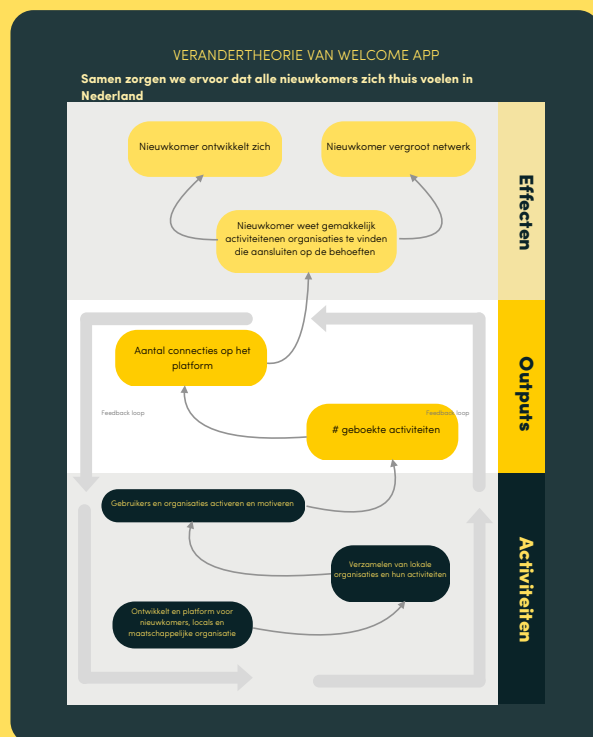 VERANDERTHEORIE VAN WELCOME APP
Samen zorgen we ervoor dat alle nieuwkomers zich thuis voelen in
Nederland
Nieuwkomer ontwikkelt zich
Nieuwkomer vergroot netwerk
Nieuwkomer weet gemakkelijk
activiteitenen organisaties te vinden
die aansluiten op de behoeften
Effecten
Aantal connecties op het
platform
Feedback loop
Feedback loop
# geboekte activiteiten
Outputs
Gebruikers en organisaties activeren en motiveren
Verzamelen van lokale
organisaties en hun activiteiten
Ontwikkelt en platform voor
nieuwkomers, locals en
maatschappelijke organisatie
Activiteiten